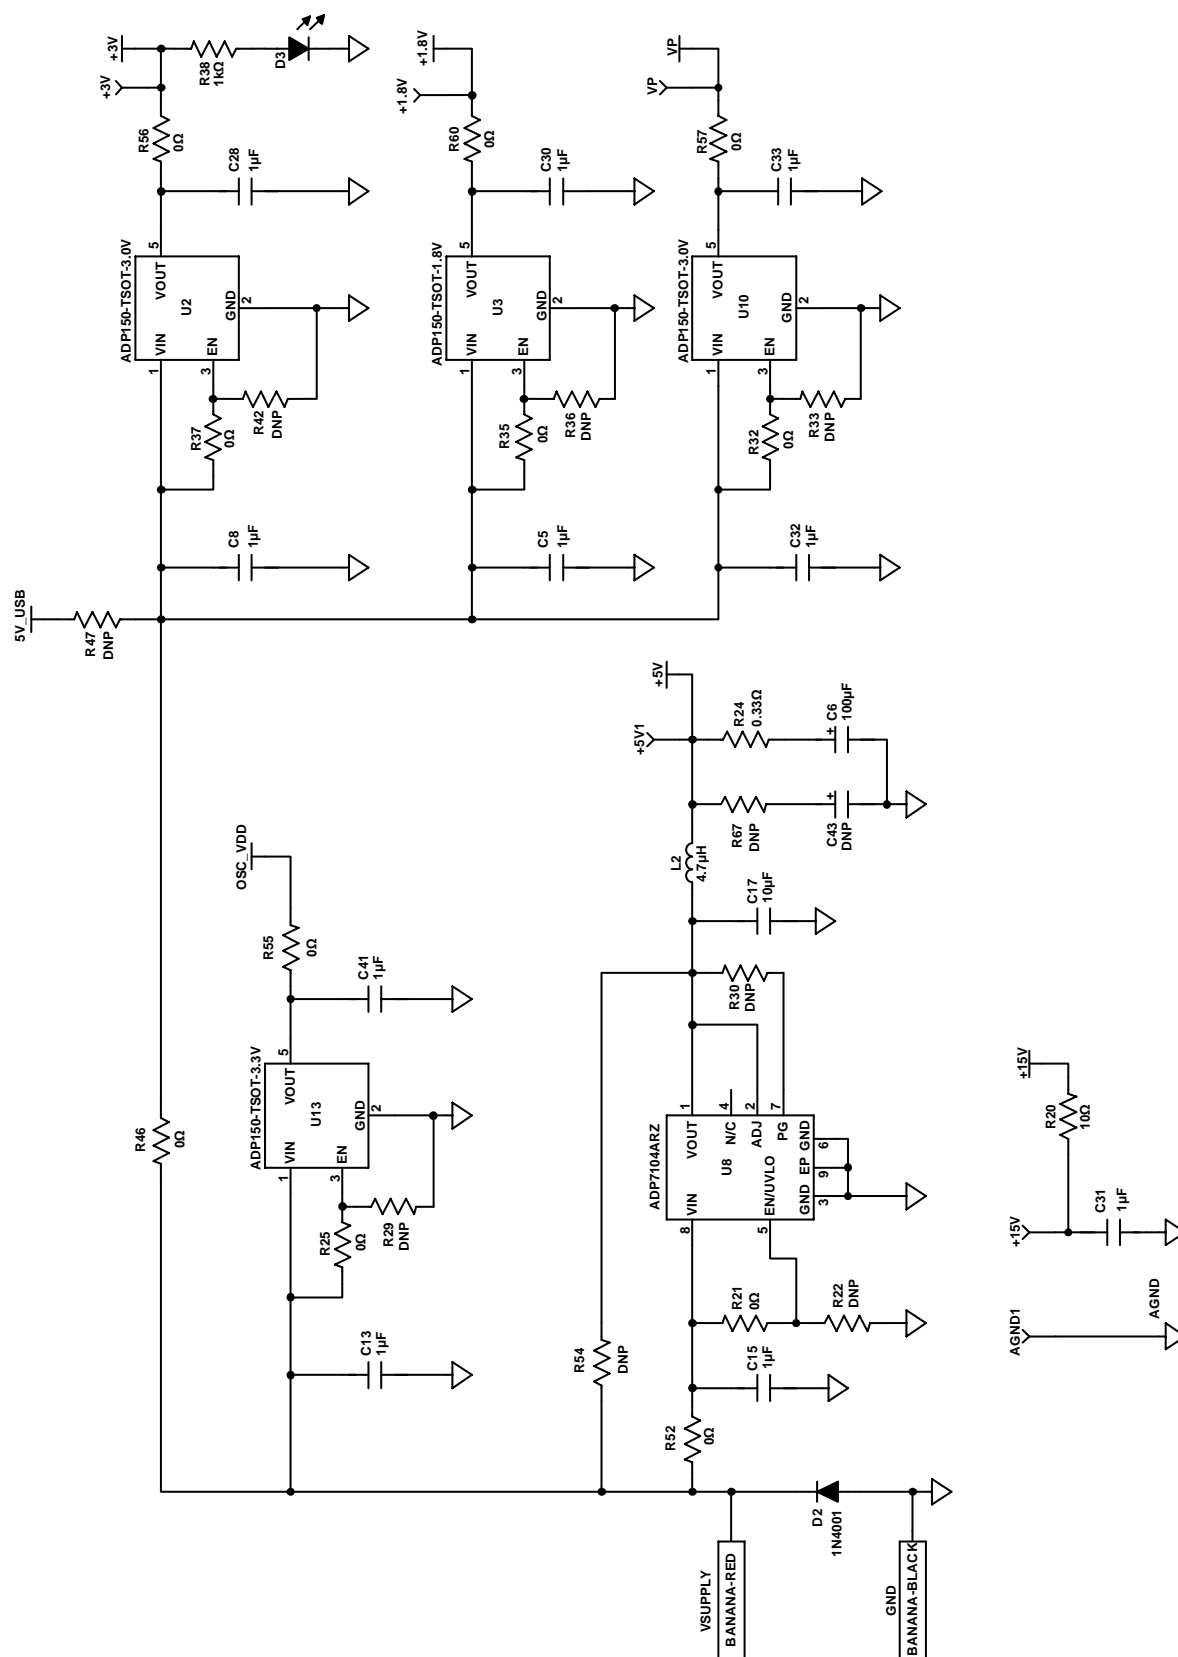 5V_USB
R47
DNP
+3V
+3V
R38
1kΩ
D3
R56
0Ω
C28
1µF
ADP150-TSOT-3.0V
VIN
VOUT
U2
EN
GND
1
5
3
2
R37
0Ω
R42
DNP
C8
1µF
+1.8V
+1.8V
R60
0Ω
C30
1µF
ADP150-TSOT-1.8V
VIN
VOUT
U3
EN
GND
1
5
3
2
R35
0Ω
R36
DNP
C5
1µF
VP
VP
R57
0Ω
C33
1µF
ADP150-TSOT-3.0V
VIN
VOUT
U10
EN
GND
1
5
3
2
R32
0Ω
R33
DNP
C32
1µF
R46
0Ω
OSC_VDD
R55
0Ω
C41
1µF
ADP150-TSOT-3.3V
VIN
VOUT
U13
EN
GND
1
5
3
2
R25
0Ω
R29
DNP
C13
1µF
+5V
+5V1
R24
0.33Ω
+
C6
100µF
R67
DNP
+
C43
DNP
L2
4.7µH
C17
10µF
R30
DNP
R54
DNP
ADP7104ARZ
VIN
VOUT
N/C
ADJ
PG
U8
EN/UVLO
GND
EP
GND
8
1
4
2
7
5
3
9
6
R21
0Ω
R22
DNP
C15
1µF
R52
0Ω
VSUPPLY
BANANA-RED
D2
1N4001
GND
BANANA-BLACK
+15V
R20
10Ω
+15V
C31
1µF
AGND1
AGND